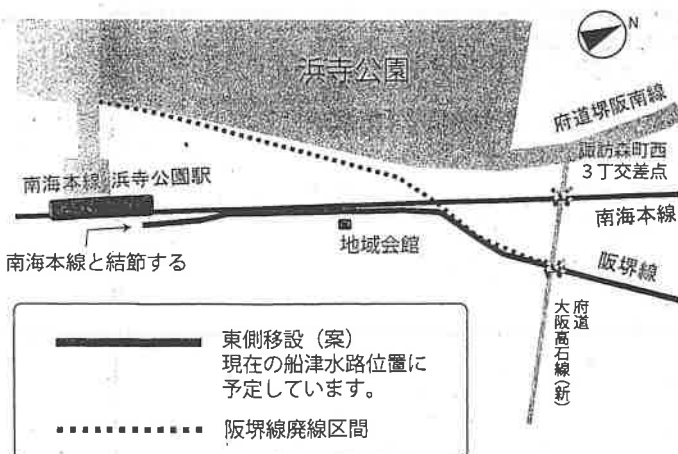 N
浜寺公園
府道堺阪南線
諏訪森町西
3丁交差点
南海本線 浜寺公園駅
南海本線
地域会館
南海本線と結節する
阪堺線
府道
大阪高石線(新)
東側移設（案）
現在の船津水路位置に
予定しています。
阪堺線廃線区間